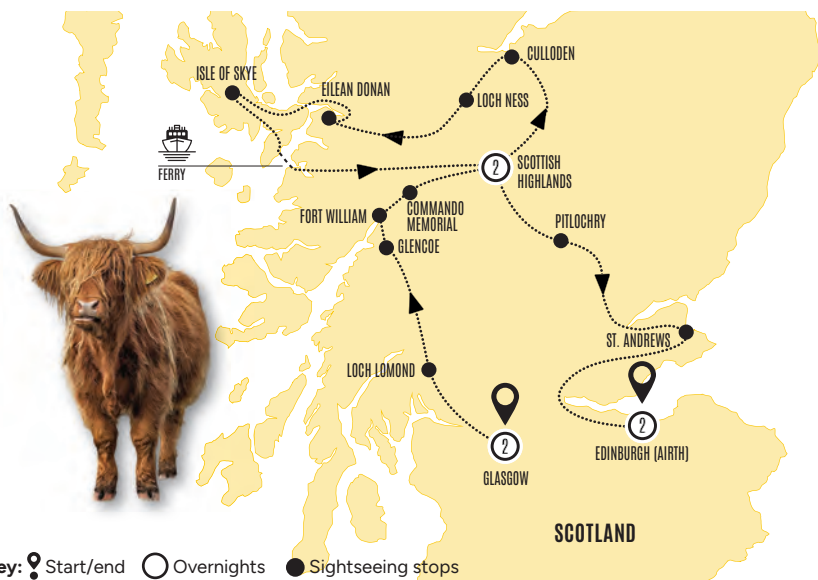 CULLODEN
ISLE OF SKYE
EILEAN DONAN
LOCH NESS
FERRY
2
SCOTTISH
HIGHLANDS
COMMANDO
MEMORIAL
FORT WILLIAM
PITLOCHRY
GLENCOE
ST. ANDREWS
LOCH LOMOND
2
GLASGOW
2
EDINBURGH (AIRTH)
SCOTLAND
ey: Start/end Overnights Sightseeing stops